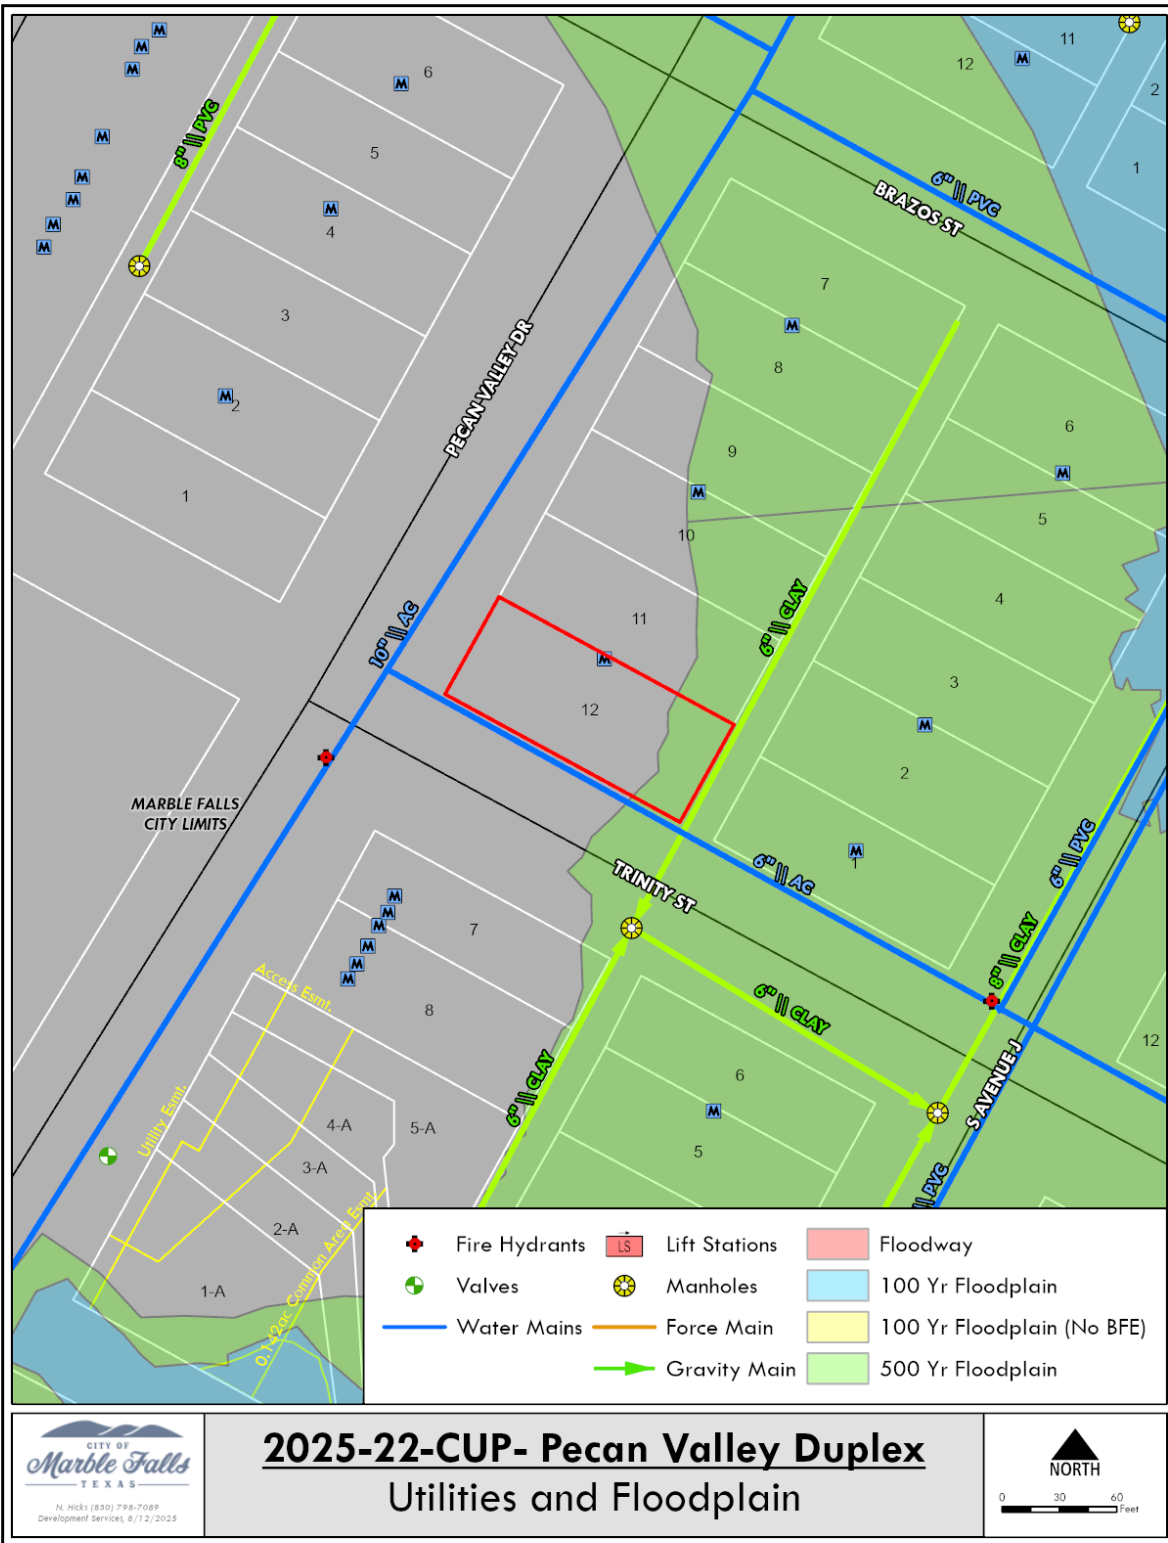 11
12
2
6
8" || PVC
5
1
6" || PVC
BRAZOS ST
4
7
3
PECAN VALLEY DR
8
2
6
9
1
5
10
4
10" || AC
6" || CLAY
11
3
12
2
MARBLE FALLS
CITY LIMITS
6" || AC
1
6" || PVC
TRINITY ST
7
8" || CLAY
Access Esmt.
8
6" || CLAY
12
6" || CLAY
6
S AVENUE J
Utility Esmt.
4-A
5-A
5
3-A
|| PVC
2-A
0.142ac Common Area Esmt.
1-A
Fire Hydrants
LS
Lift Stations
Floodway
Valves
Manholes
100 Yr Floodplain
Water Mains
Force Main
100 Yr Floodplain (No BFE)
Gravity Main
500 Yr Floodplain
CITY OF
Marble Falls
TEXAS
N. Hicks (830) 798-7089
Development Services, 8/12/2025
2025-22-CUP- Pecan Valley Duplex
Utilities and Floodplain
NORTH
0 30 60
Feet